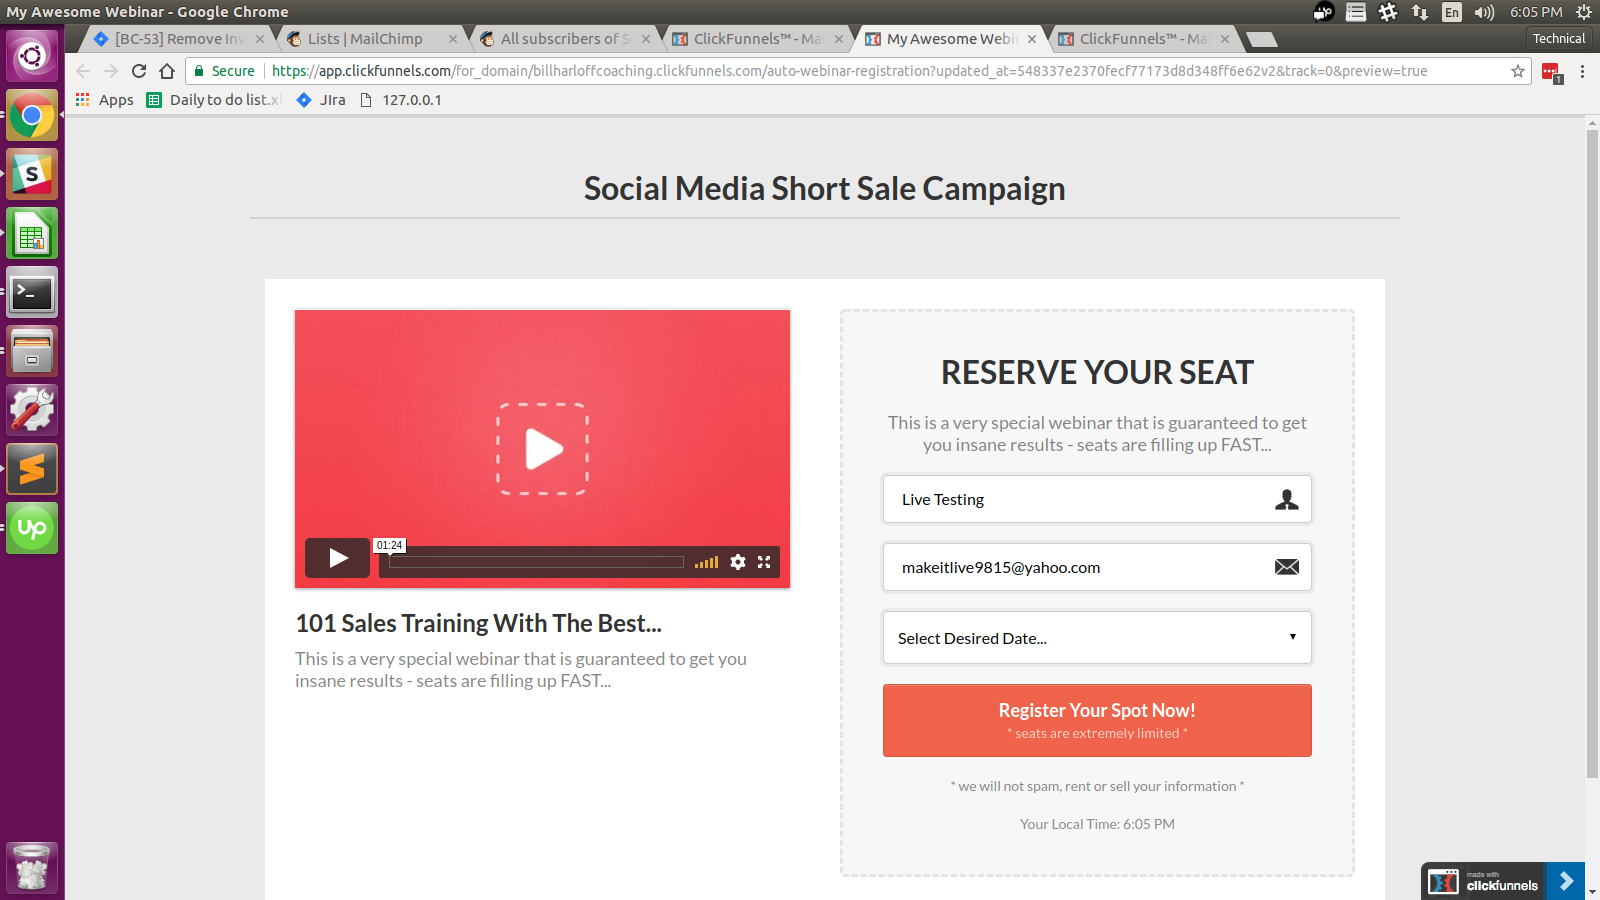 My Awesome Webinar - Google Chrome
En
6:05 PM
[BC-53] Remove Inv
Lists | MailChimp
All subscribers of S
ClickFunnels™ - Ma
My Awesome Webi
ClickFunnels™ - Ma
Technical
Secure
https://app.clickfunnels.com/for_domain/billharloffcoaching.clickfunnels.com/auto-webinar-registration?updated_at=548337e2370fecf77173d8d348ff6e62v2&track=0&preview=true
1
Apps
Daily to do list.xl
JIra
127.0.0.1
Social Media Short Sale Campaign
01:24
101 Sales Training With The Best...
This is a very special webinar that is guaranteed to get you
insane results - seats are filling up FAST...
RESERVE YOUR SEAT
This is a very special webinar that is guaranteed to get
you insane results - seats are filling up FAST...
Live Testing
makeitlive9815@yahoo.com
Select Desired Date...
Register Your Spot Now!
* seats are extremely limited *
* we will not spam, rent or sell your information *
Your Local Time: 6:05 PM
made with
clickfunnels
S
up